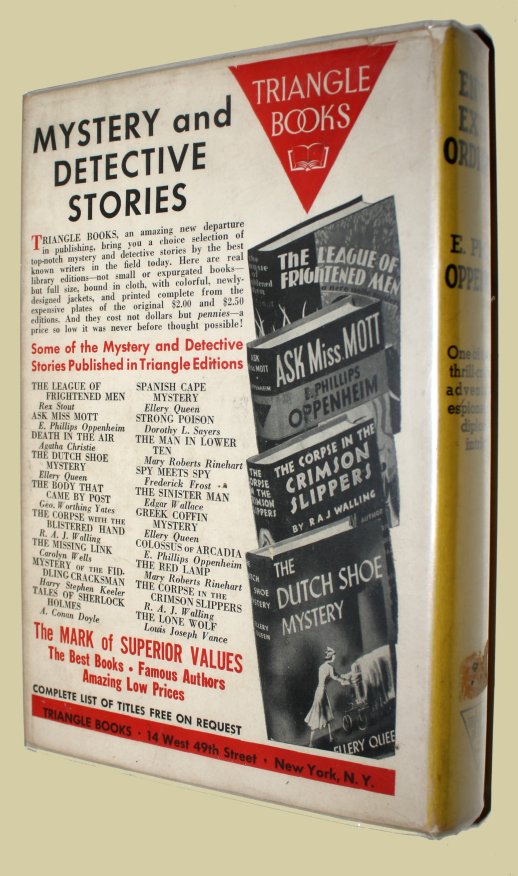 MYSTERY and
DETECTIVE
STORIES
TRIANGLE
BOOKS
TRIANGLE BOOKS, an amazing new departure
in publishing, bring you a choice selection of
top-notch mystery and detective stories by the best
known writers in the field today. Here are real
library editions—not small or expurgated books—
but full size, bound in cloth, with colorful, newly-
designed jackets, and printed complete from the
expensive plates of the original $2.00 and $2.50
editions. And they cost not dollars but pennies—a
price so low it was never before thought possible!
Some of the Mystery and Detective
Stories Published in Triangle Editions
THE LEAGUE OF
FRIGHTENED MEN
Rex Stout
ASK MISS MOTT
E. Phillips Oppenheim
DEATH IN THE AIR
Agatha Christie
THE DUTCH SHOE
MYSTERY
Ellery Queen
THE BODY THAT
CAME BY POST
Geo. Worthing Yates
THE CORPSE WITH THE
BLISTERED HAND
R. A. J. Walling
THE MISSING LINK
Carolyn Wells
MYSTERY OF THE FID-
DLING CRACKSMAN
Harry Stephen Keeler
TALES OF SHERLOCK
HOLMES
A. Conan Doyle
SPANISH CAPE
MYSTERY
Ellery Queen
STRONG POISON
Dorothy L. Sayers
THE MAN IN LOWER
TEN
Mary Roberts Rinehart
SPY MEETS SPY
Frederick Frost
THE SINISTER MAN
Edgar Wallace
GREEK COFFIN
MYSTERY
Ellery Queen
COLOSSUS OF ARCADIA
E. Phillips Oppenheim
THE RED LAMP
Mary Roberts Rinehart
THE CORPSE IN THE
CRIMSON SLIPPERS
R. A. J. Walling
THE LONE WOLF
Louis Joseph Vance
The MARK of SUPERIOR VALUES
The Best Books • Famous Authors
Amazing Low Prices
COMPLETE LIST OF TITLES FREE ON REQUEST
TRIANGLE BOOKS • 14 West 49th Street • New York, N. Y.
THE LEAGUE OF
FRIGHTENED MEN
ASK MISS MOTT
E. PHILLIPS
OPPENHEIM
THE CORPSE IN THE
CRIMSON
SLIPPERS
BY R A J WALLING
THE
DUTCH SHOE
MYSTERY
ELLERY QUEE
E. P
OPPE
One of